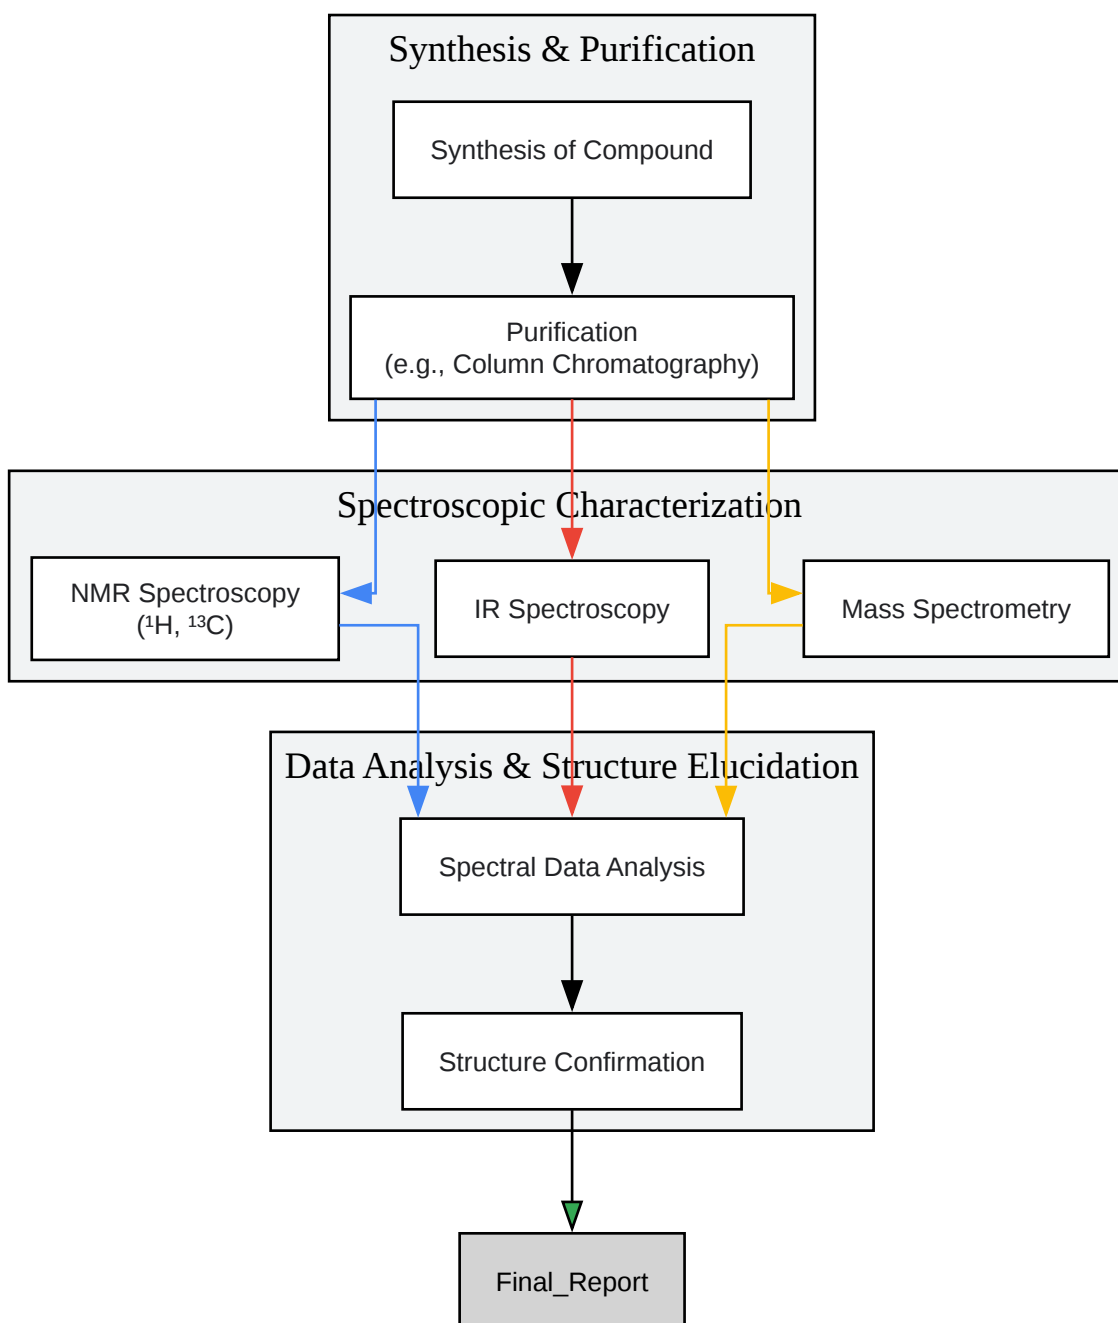 Synthesis & Purification
Synthesis of Compound
Purification
(e.g., Column Chromatography)
Spectroscopic Characterization
NMR Spectroscopy
(¹H, ¹³C)
IR Spectroscopy
Mass Spectrometry
Data Analysis & Structure Elucidation
Spectral Data Analysis
Structure Confirmation
Final_Report